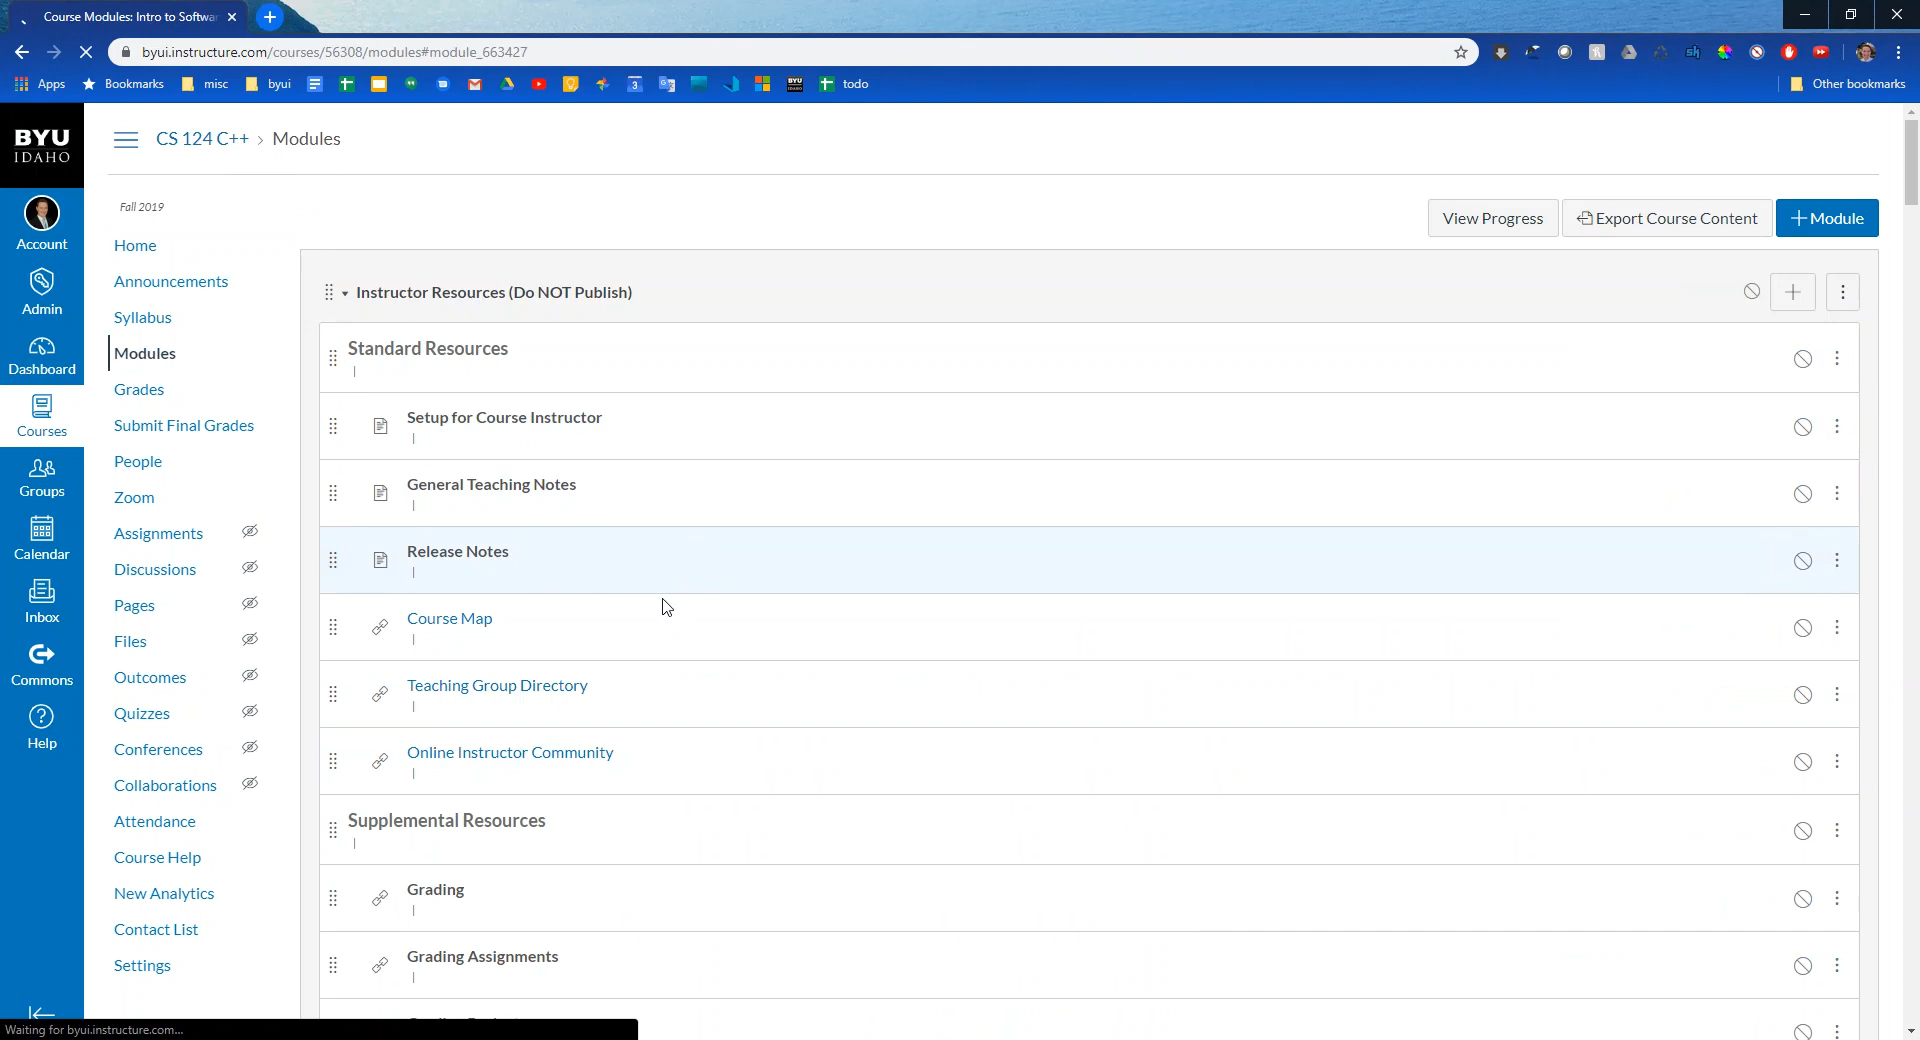 Course Modules: Intro to Softwar
byui.instructure.com/courses/56308/modules#module_663427
Apps
Bookmarks
misc
byui
3
BYU
IDAHO
todo
Other bookmarks
BYU
IDAHO
Account
Admin
Dashboard
Courses
Groups
Calendar
Inbox
Commons
Help
CS 124 C++ › Modules
Fall 2019
Home
Announcements
Syllabus
Modules
Grades
Submit Final Grades
People
Zoom
Assignments
Discussions
Pages
Files
Outcomes
Quizzes
Conferences
Collaborations
Attendance
Course Help
New Analytics
Contact List
Settings
View Progress
Export Course Content
+ Module
Instructor Resources (Do NOT Publish)
Standard Resources
|
Setup for Course Instructor
|
General Teaching Notes
|
Release Notes
|
Course Map
|
Teaching Group Directory
|
Online Instructor Community
|
Supplemental Resources
|
Grading
|
Grading Assignments
|
Waiting for byui.instructure.com...